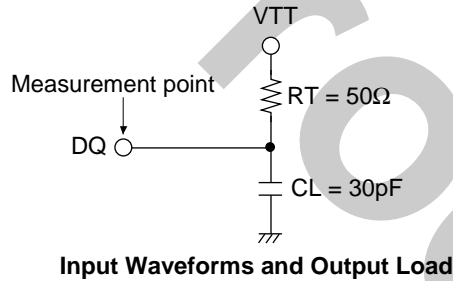 VTT
Measurement point
RT = 50Ω
DQ
CL = 30pF
Input Waveforms and Output Load